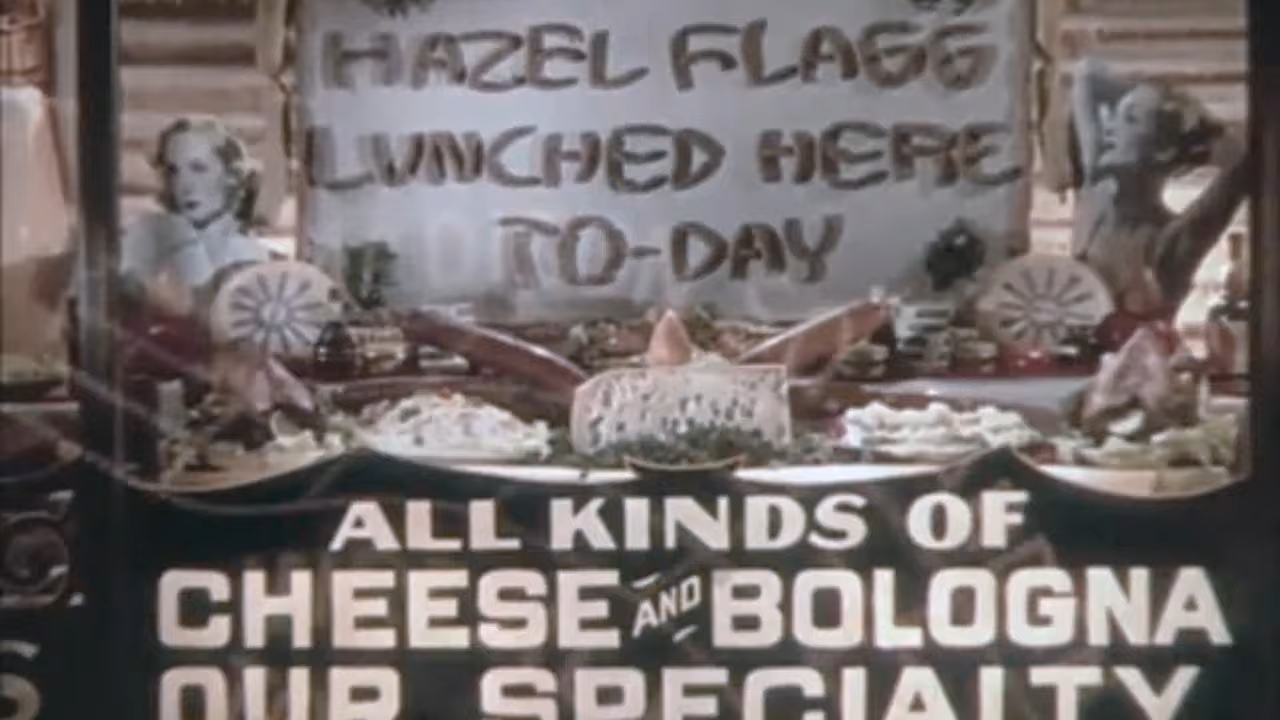 HAZEL FLAGG
LUNCHED HERE
TO-DAY
ALL KINDS OF
CHEESE AND BOLOGNA
OUR SPECIALTY